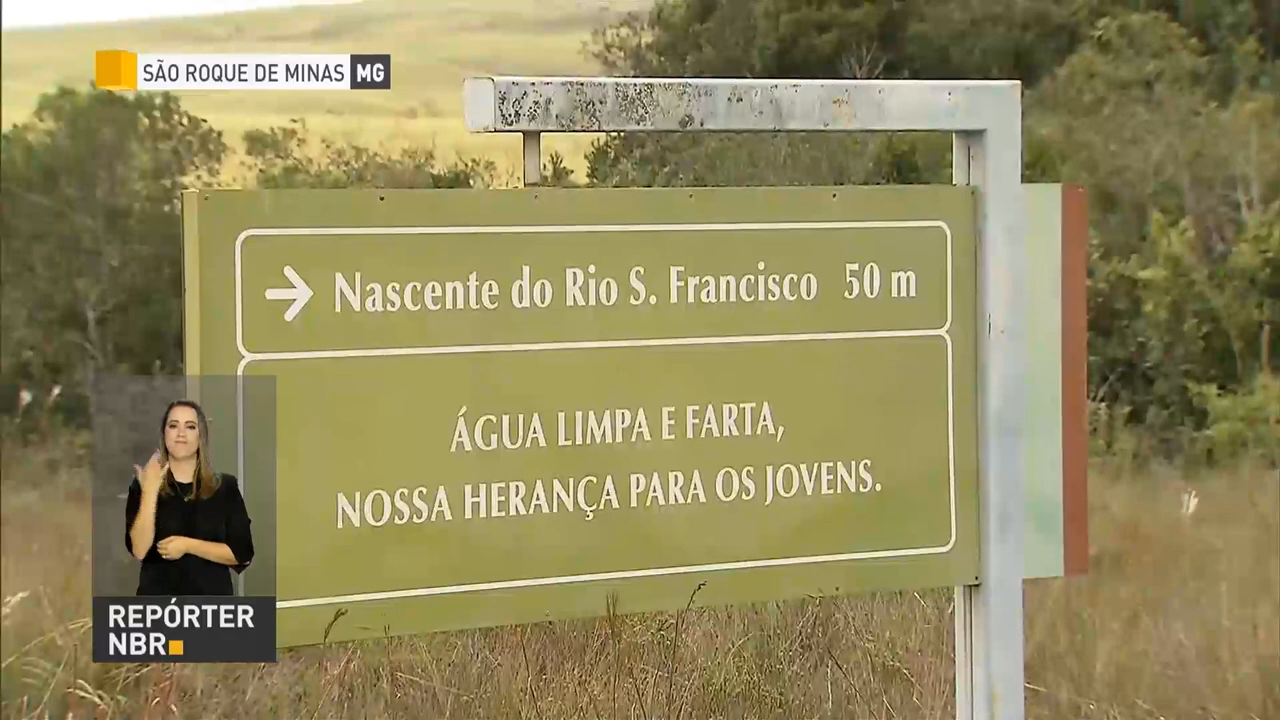 SÃO ROQUE DE MINAS MG
→ Nascente do Rio S. Francisco 50 m
ÁGUA LIMPA E FARTA,
NOSSA HERANÇA PARA OS JOVENS.
REPÓRTER
NBR